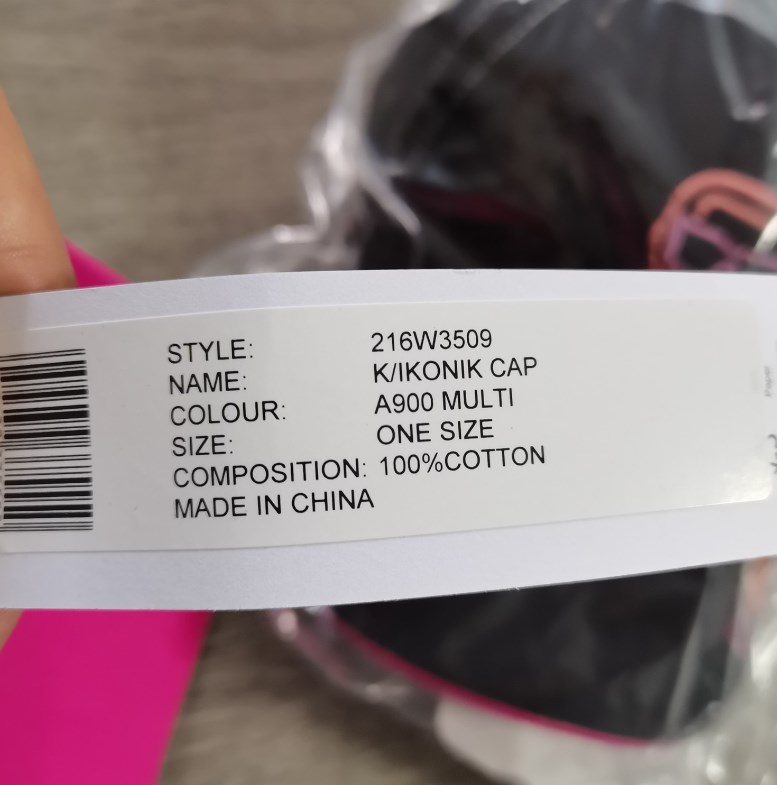 STYLE: 216W3509
NAME: K/IKONIK CAP
COLOUR: A900 MULTI
SIZE: ONE SIZE
COMPOSITION: 100%COTTON
MADE IN CHINA